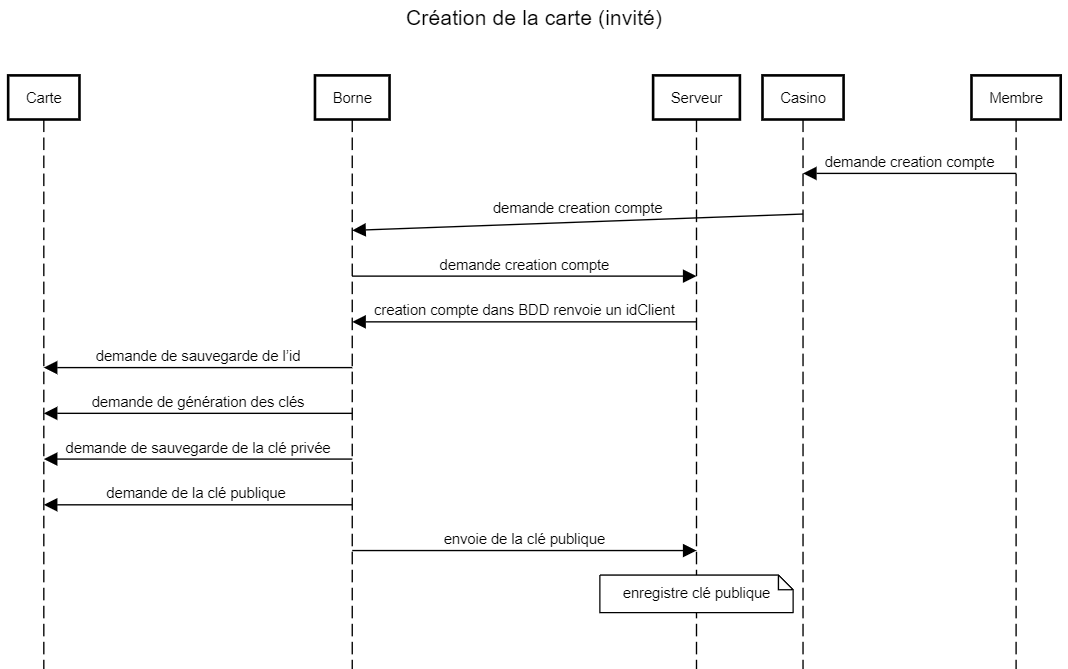 Création de la carte (invité)
Carte
Borne
Serveur
Casino
Membre
demande creation compte
demande creation compte
demande creation compte
creation compte dans BDD renvoie un idClient
demande de sauvegarde de l'id
demande de génération des clés
demande de sauvegarde de la clé privée
demande de la clé publique
envoie de la clé publique
enregistre clé publique